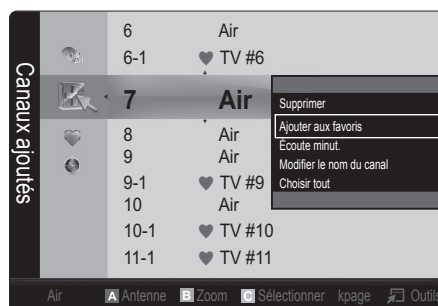 Canaux ajoutés
6 Air
6-1 ♥ TV #6
7 Air
8 Air
9 Air
9-1 ♥ TV #9
10 Air
10-1 ♥ TV #10
11-1 ♥ TV #11
Supprimer
Ajouter aux favoris
Écoute minut.
Modifier le nom du canal
Choisir tout
Air A Antenne B Zoom C Sélectionner kpage Outils